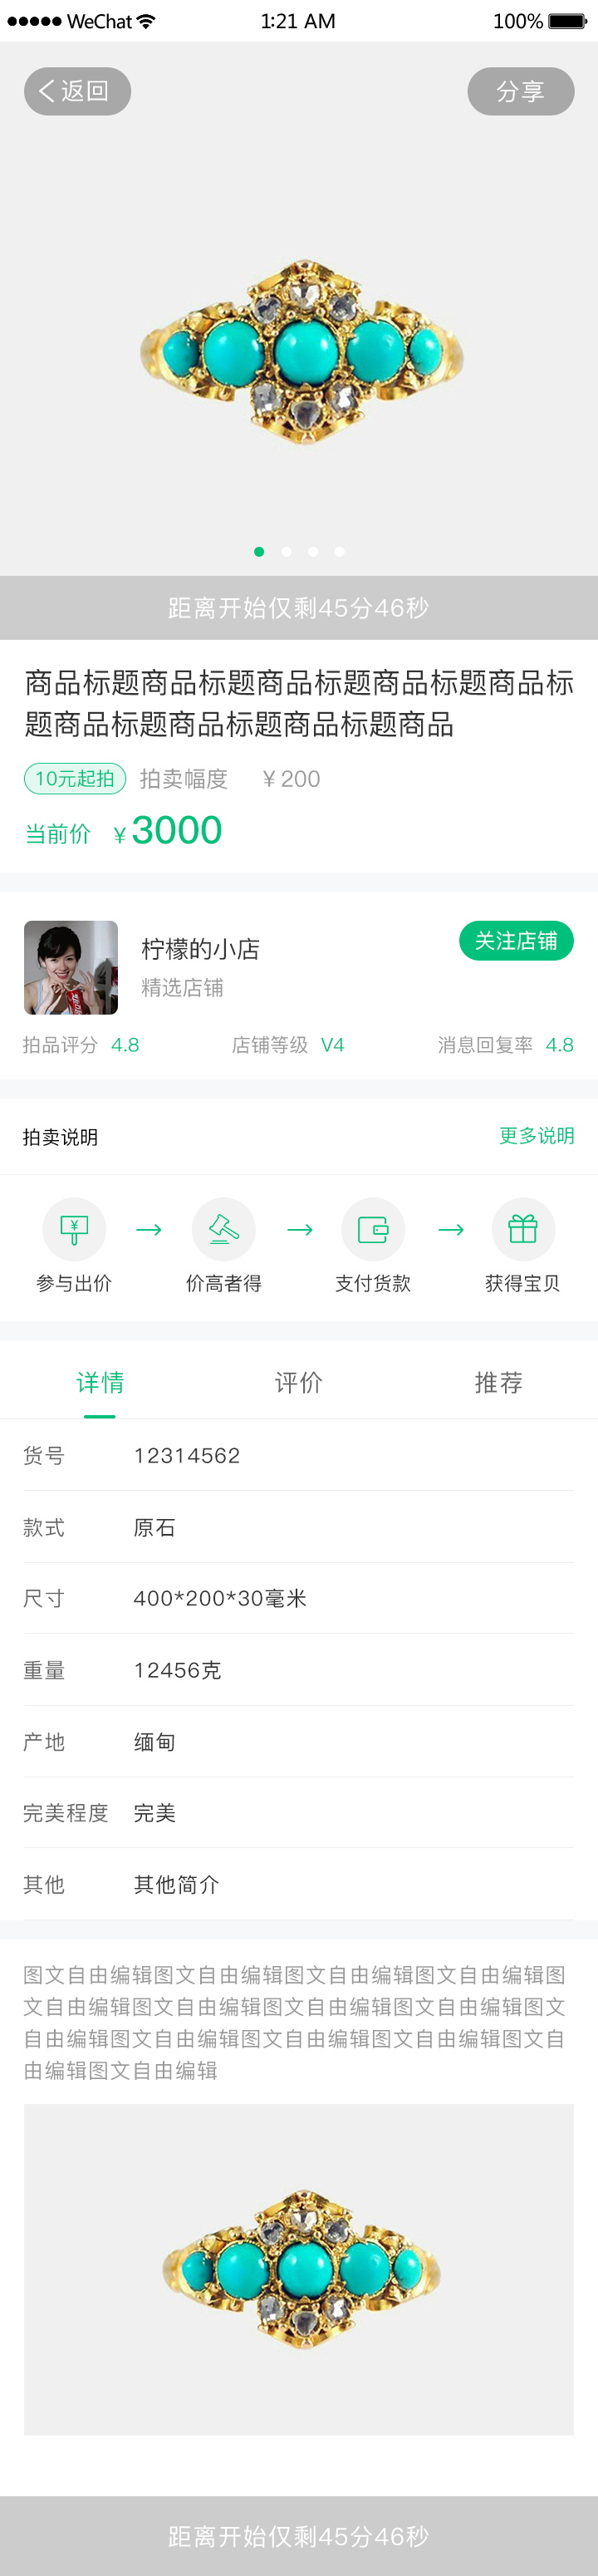 WeChat 1:21 AM 100%
返回 分享
距离开始仅剩45分46秒
商品标题商品标题商品标题商品标题商品标
题商品标题商品标题商品标题商品
10元起拍 拍卖幅度 ¥200
当前价 ¥3000
柠檬的小店 关注店铺
精选店铺
拍品评分 4.8 店铺等级 V4 消息回复率 4.8
拍卖说明 更多说明
¥
参与出价 价高者得 支付货款 获得宝贝
详情 评价 推荐
货号 12314562
款式 原石
尺寸 400*200*30毫米
重量 12456克
产地 缅甸
完美程度 完美
其他 其他简介
图文自由编辑图文自由编辑图文自由编辑图文自由编辑图
文自由编辑图文自由编辑图文自由编辑图文自由编辑图文
自由编辑图文自由编辑图文自由编辑图文自由编辑图文自
由编辑图文自由编辑
距离开始仅剩45分46秒